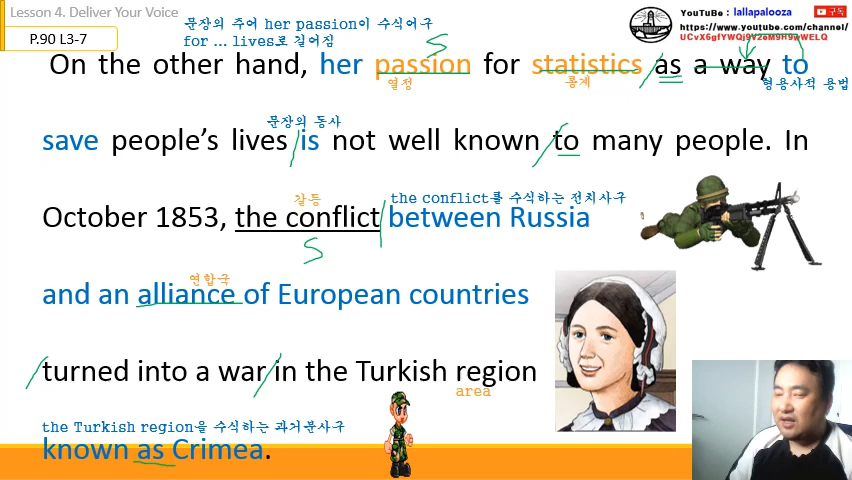 Lesson 4. Deliver Your Voice
P.90 L3-7
문장의 주어 her passion이 수식어구
for ... lives로 길어짐
YouTuBe : lallapalooza
구독
https://www.youtube.com/channel/
S
On the other hand, her passion for statistics as a way to
열정
통계
형용사적 용법
문장의 동사
save people's lives is not well known to many people. In
갈등
the conflict를 수식하는 전치사구
October 1853, the conflict between Russia
S
연합국
and an alliance of European countries
turned into a war in the Turkish region
area
the Turkish region을 수식하는 과거분사구
known as Crimea.